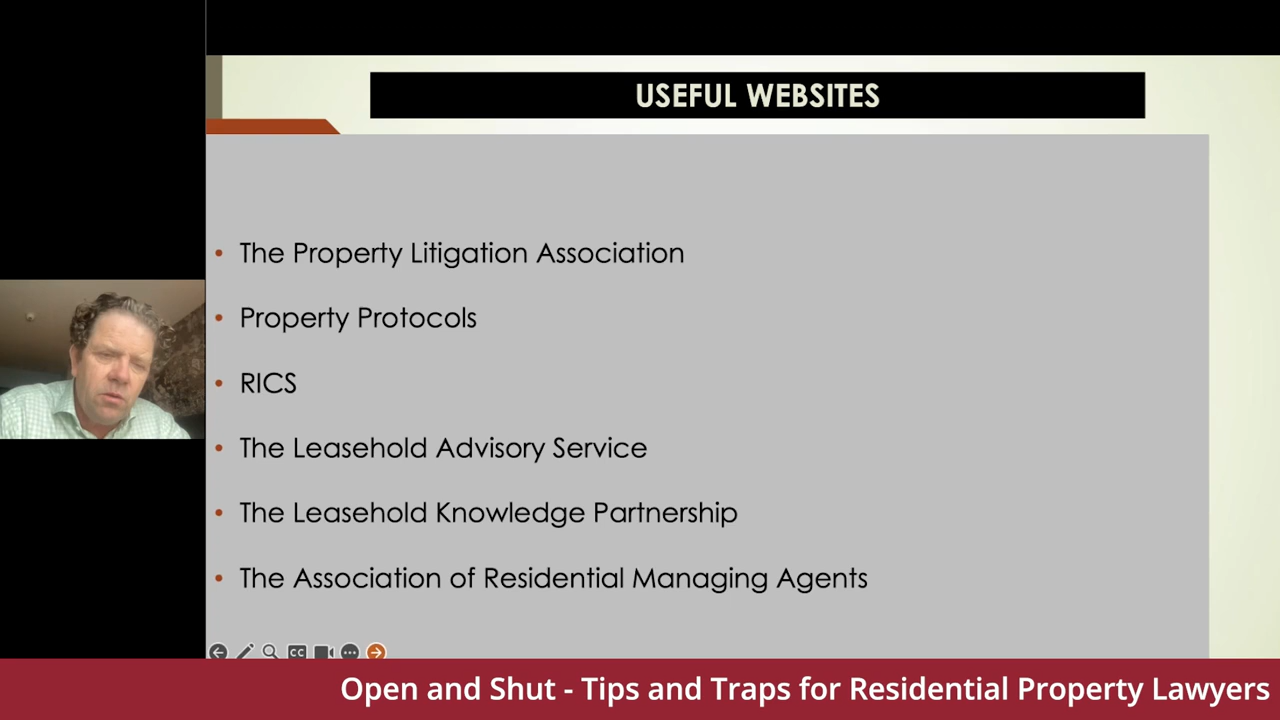 USEFUL WEBSITES
• The Property Litigation Association
• Property Protocols
• RICS
• The Leasehold Advisory Service
• The Leasehold Knowledge Partnership
• The Association of Residential Managing Agents
CC
Open and Shut - Tips and Traps for Residential Property Lawyers